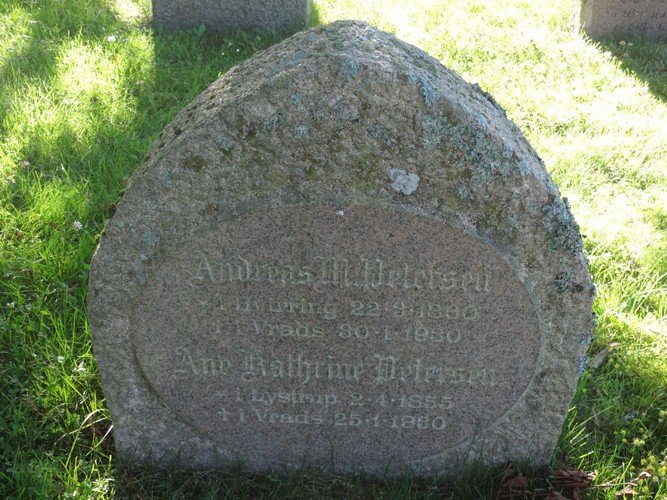 Andreas M. Petersen
* i Hvirring 22-3-1860
† i Vrads 30-1-1930
Ane Kathrine Petersen
* i Lystrup 2-4-1855
† i Vrads 25-1-1930